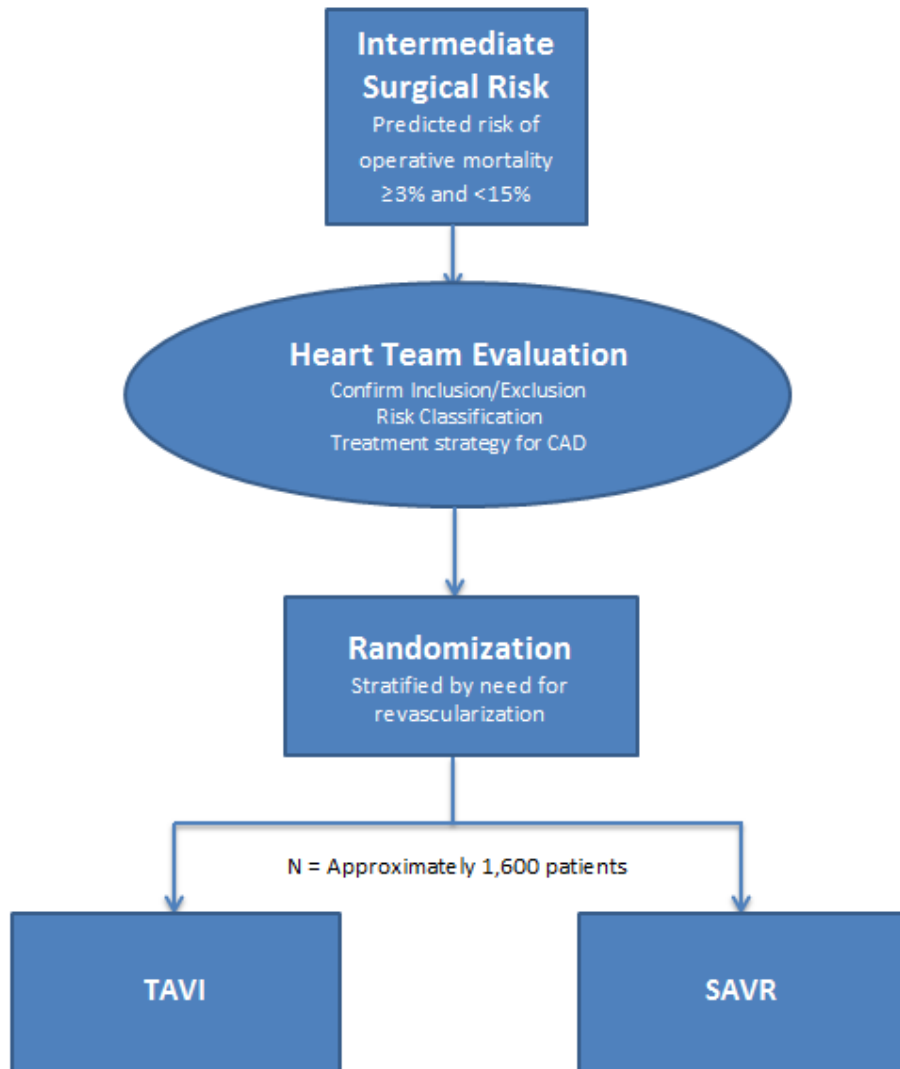 Intermediate
Surgical Risk
Predicted risk of
operative mortality
≥3% and <15%
Heart Team Evaluation
Confirm Inclusion/Exclusion
Risk Classification
Treatment strategy for CAD
Randomization
Stratified by need for
revascularization
N = Approximately 1,600 patients
TAVI
SAVR